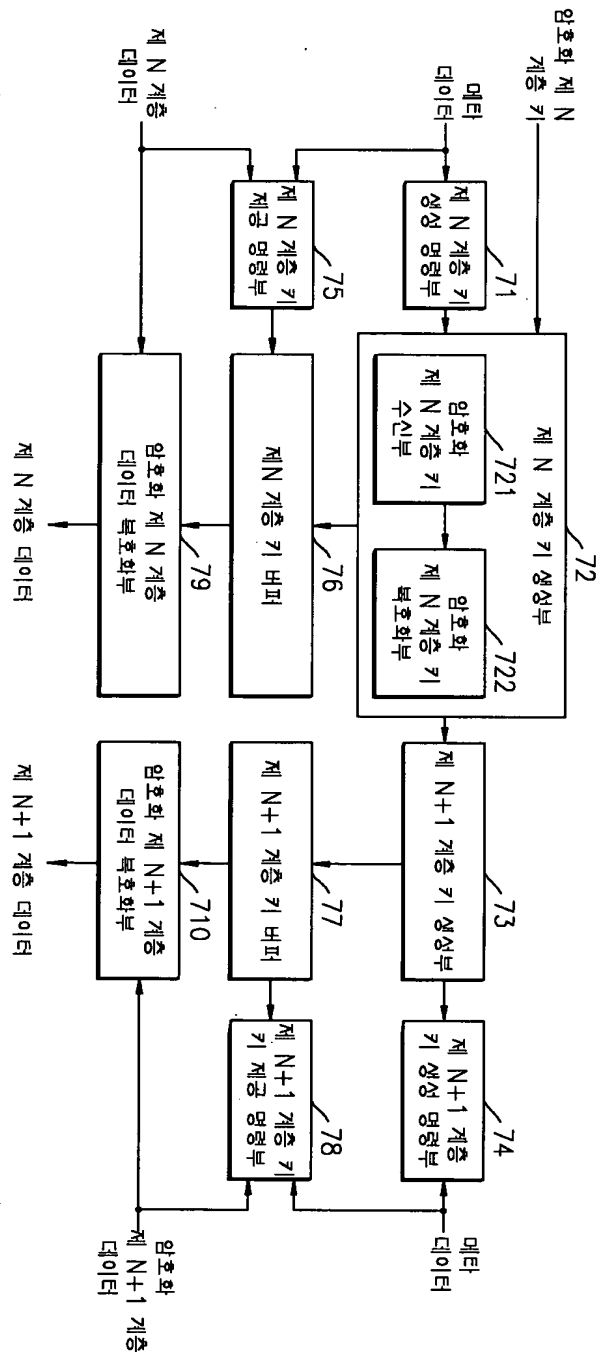 암호화 제 N
계층 키
72
제 N 계층 키 생성부
71
제 N 계층 키
생성 명령부
721
암호화
제 N 계층 키
수신부
722
암호화
제 N 계층 키
복호화부
73
제 N+1 계층 키 생성부
74
제 N+1 계층
키 생성 명령부
메타
데이터
메타
데이터
75
제 N 계층 키
제공 명령부
76
제N 계층 키 버퍼
77
제 N+1 계층 키 버퍼
78
제 N+1 계층 키
키 제공 명령부
제 N 계층
데이터
79
암호화 제 N 계층
데이터 복호화부
710
암호화 제 N+1 계층
데이터 복호화부
암호화
제 N+1 계층
데이터
제 N 계층 데이터
제 N+1 계층 데이터